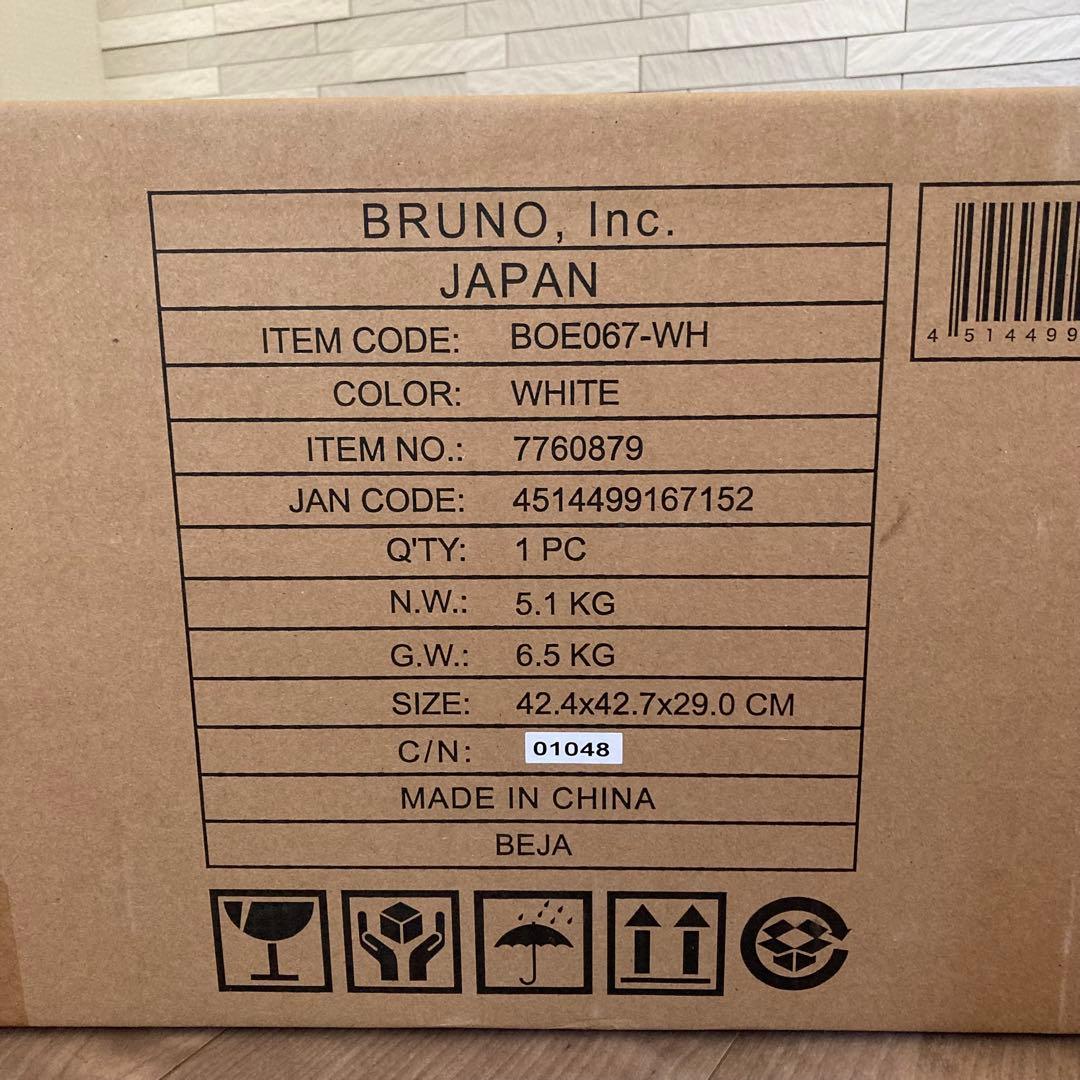 BRUNO, Inc.
JAPAN
ITEM CODE: BOE067-WH
COLOR: WHITE
ITEM NO.: 7760879
JAN CODE: 4514499167152
Q'TY: 1 PC
N.W.: 5.1 KG
G.W.: 6.5 KG
SIZE: 42.4x42.7x29.0 CM
C/N: 01048
MADE IN CHINA
BEJA
4 514499